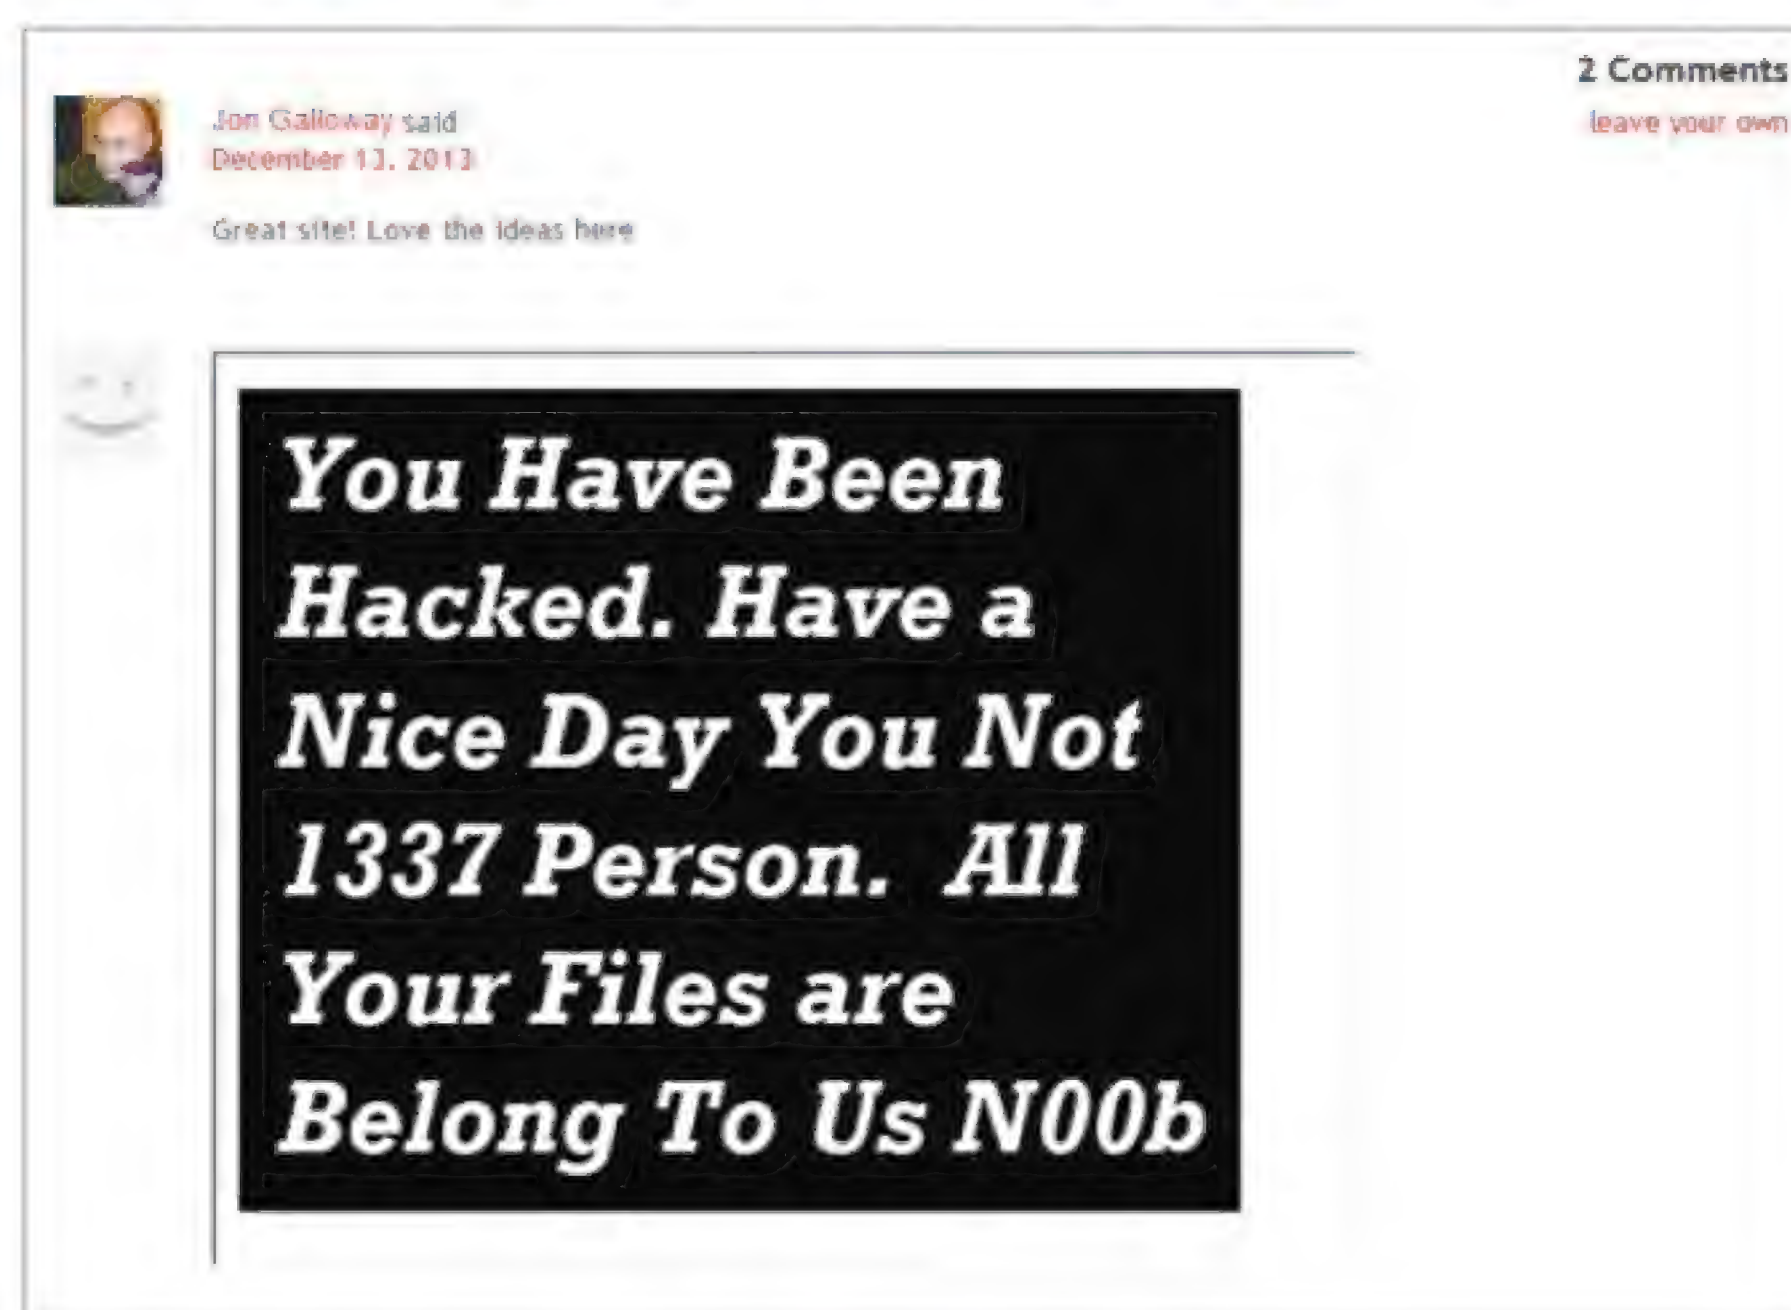 2 Comments
leave your own
Jon Galloway said
December 13, 2013
Great site! Love the ideas here
You Have Been
Hacked. Have a
Nice Day You Not
1337 Person.  All
Your Files are
Belong To Us N00b